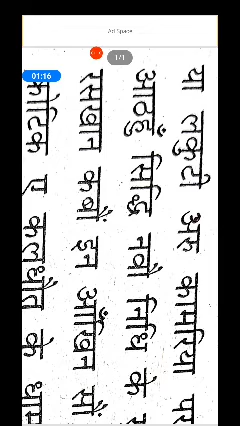 Ad Space
1/1
01:16
या लकुटी अरु कामरिया पर
आठहुँ सिद्धि नवों निधि के
रसखान कबौं इन आँखिन सौं
कोटिक ए कलधौत के धाम